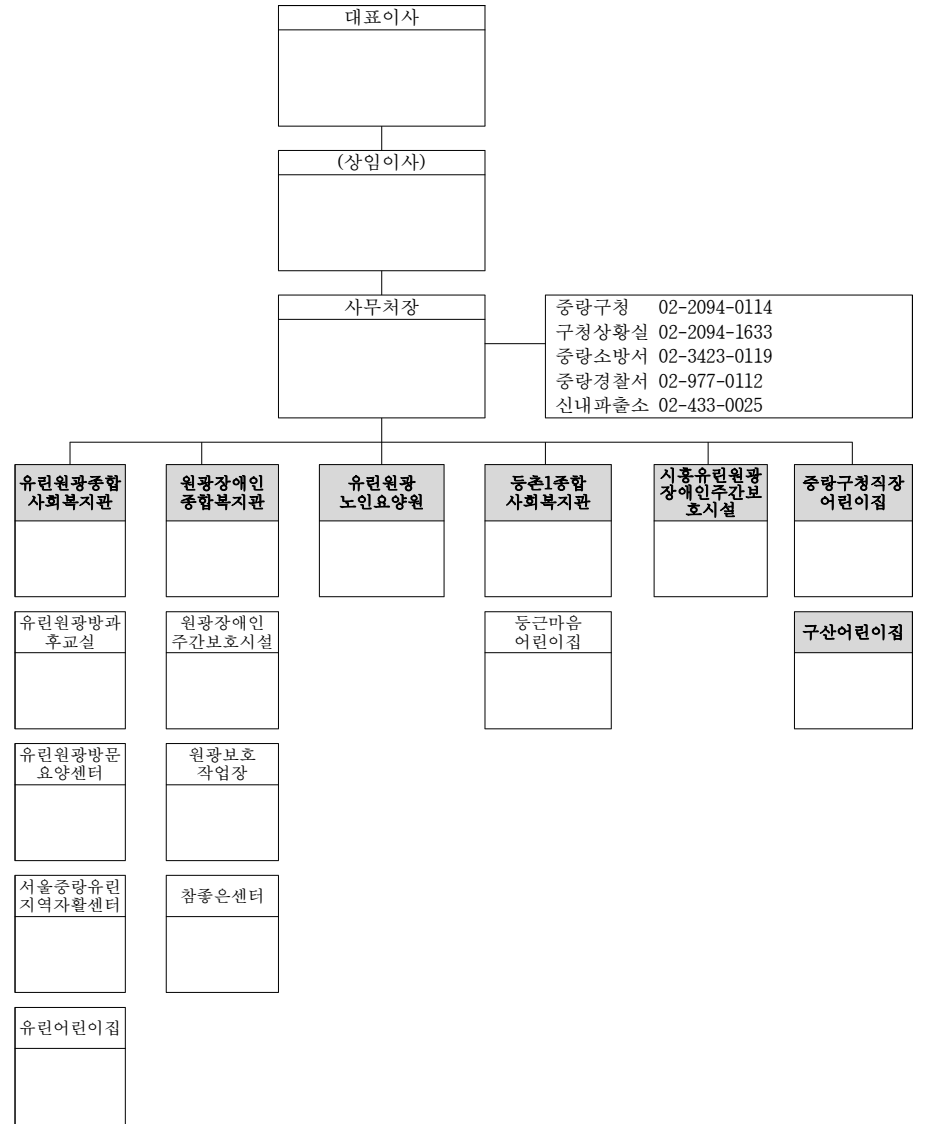 대표이사
(상임이사)
사무처장
중랑구청 02-2094-0114
구청상황실 02-2094-1633
중랑소방서 02-3423-0119
중랑경찰서 02-977-0112
신내파출소 02-433-0025
유린원광종합
사회복지관
원광장애인
종합복지관
유린원광
노인요양원
등촌1종합
사회복지관
시흥유린원광
장애인주간보
호시설
중랑구청직장
어린이집
유린원광방과
후교실
원광장애인
주간보호시설
둥근마음
어린이집
구산어린이집
유린원광방문
요양센터
원광보호
작업장
서울중랑유린
지역자활센터
참좋은센터
유린어린이집